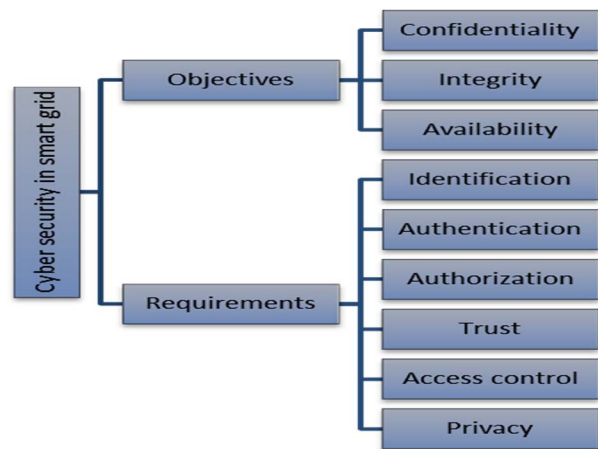 Cyber security in smart grid
Objectives
Confidentiality
Integrity
Availability
Requirements
Identification
Authentication
Authorization
Trust
Access control
Privacy